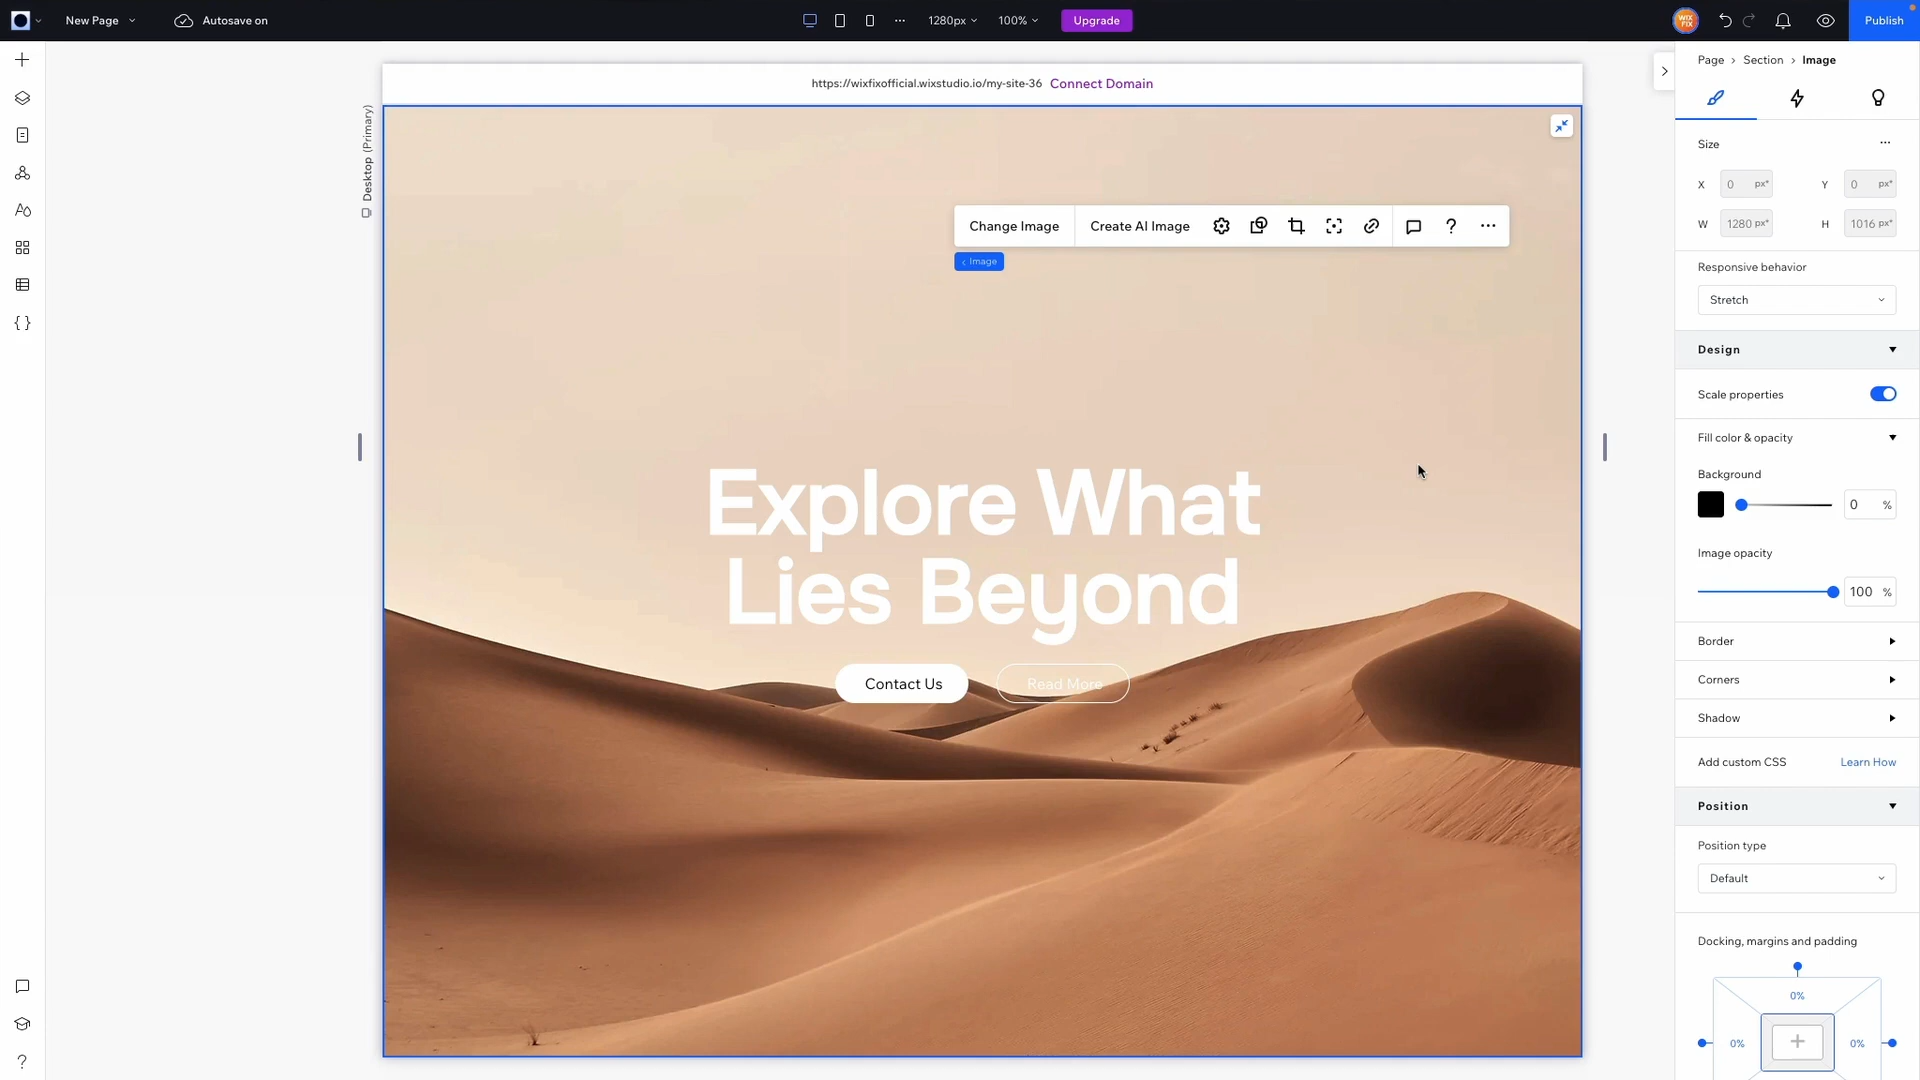 New Page
Autosave on
1280px
100%
Upgrade
WIX
FIX
Publish
https://wixfixofficial.wixstudio.io/my-site-36 Connect Domain
Desktop (Primary)
Change Image
Create AI Image
?
< Image
Explore What
Lies Beyond
Contact Us
Read More
Page > Section > Image
Size
X 0 px*
Y 0 px*
W 1280 px*
H 1016 px*
Responsive behavior
Stretch
Design
Scale properties
Fill color & opacity
Background
0 %
Image opacity
100 %
Border
Corners
Shadow
Add custom CSS
Learn How
Position
Position type
Default
Docking, margins and padding
0%
0%
0%
{ }
?